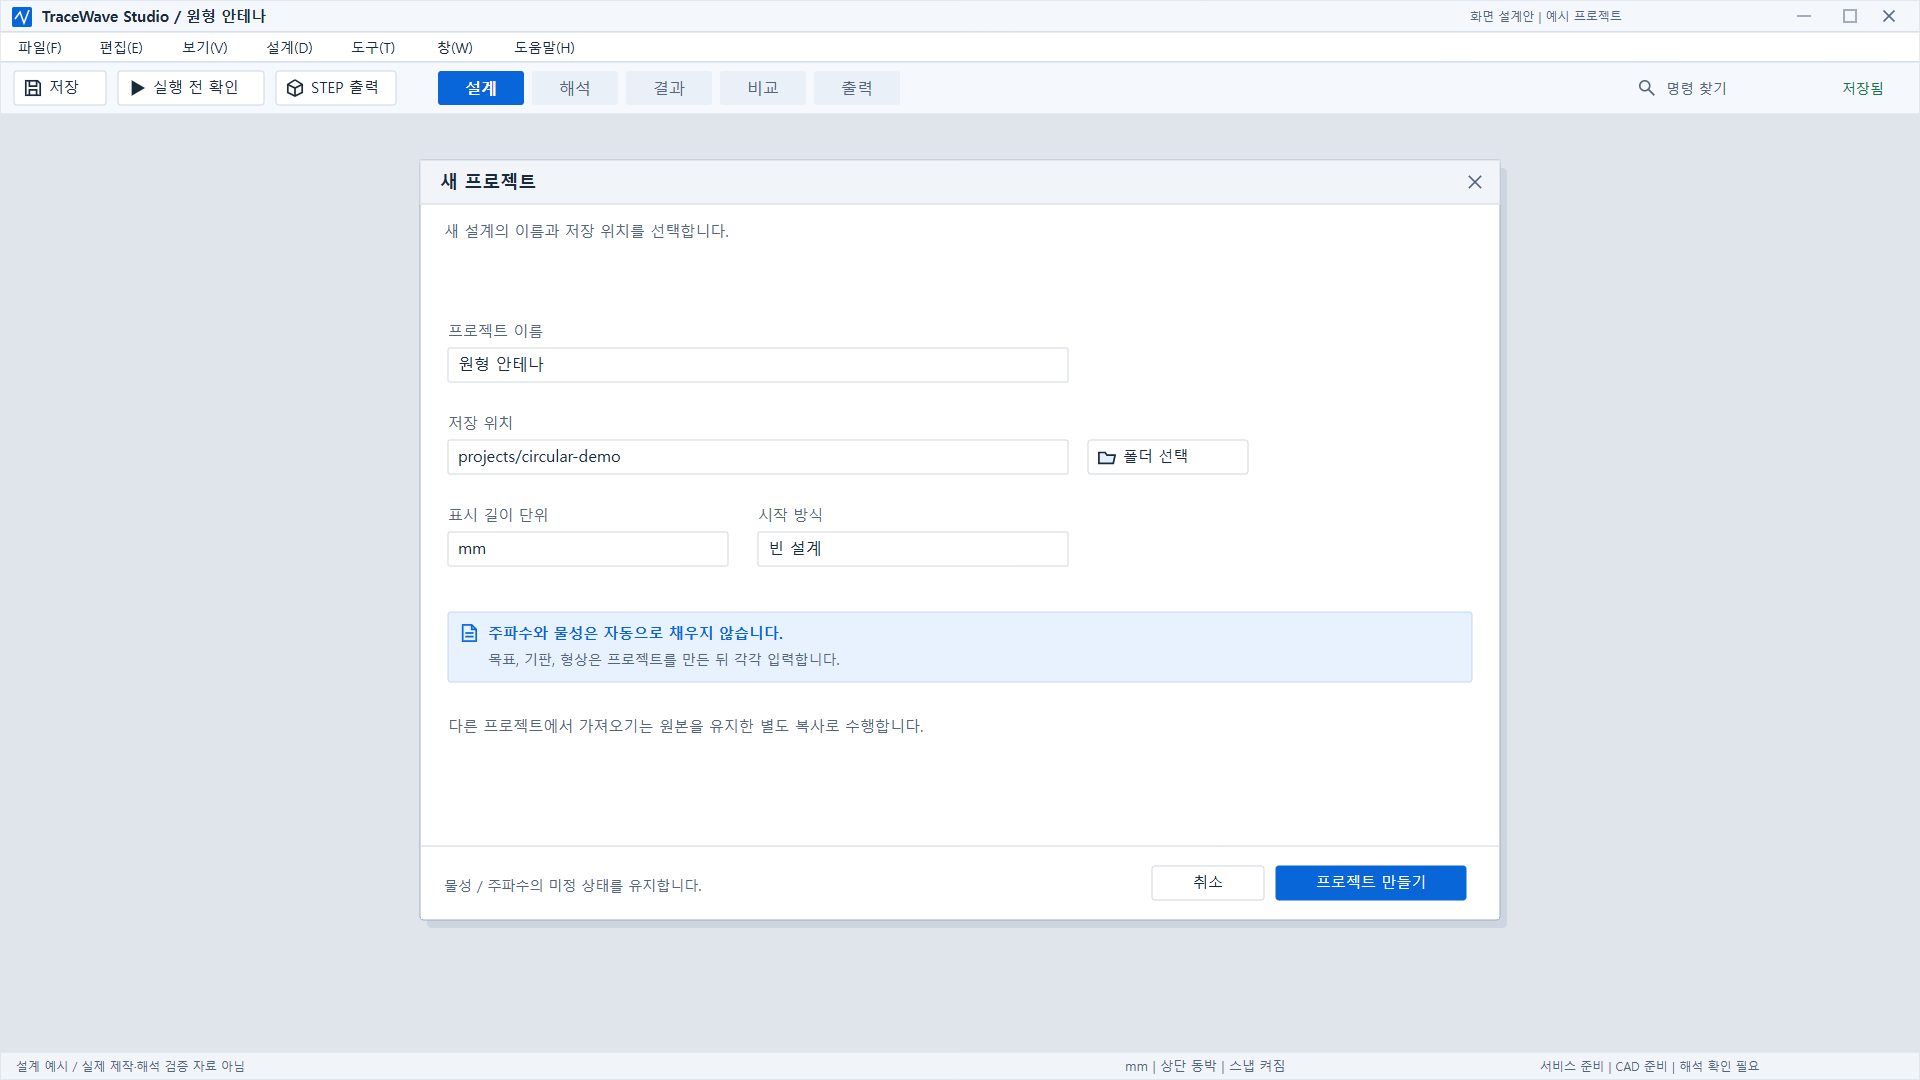 TraceWave Studio / 원형 안테나
화면 설계안 | 예시 프로젝트
파일(F) 편집(E) 보기(V) 설계(D) 도구(T) 창(W) 도움말(H)
저장 실행 전 확인 STEP 출력 설계 해석 결과 비교 출력 명령 찾기 저장됨
새 프로젝트
새 설계의 이름과 저장 위치를 선택합니다.
프로젝트 이름
원형 안테나
저장 위치
projects/circular-demo 폴더 선택
표시 길이 단위 시작 방식
mm 빈 설계
주파수와 물성은 자동으로 채우지 않습니다.
목표, 기판, 형상은 프로젝트를 만든 뒤 각각 입력합니다.
다른 프로젝트에서 가져오기는 원본을 유지한 별도 복사로 수행합니다.
물성 / 주파수의 미정 상태를 유지합니다.
취소 프로젝트 만들기
설계 예시 / 실제 제작·해석 검증 자료 아님
mm | 상단 동박 | 스냅 켜짐
서비스 준비 | CAD 준비 | 해석 확인 필요